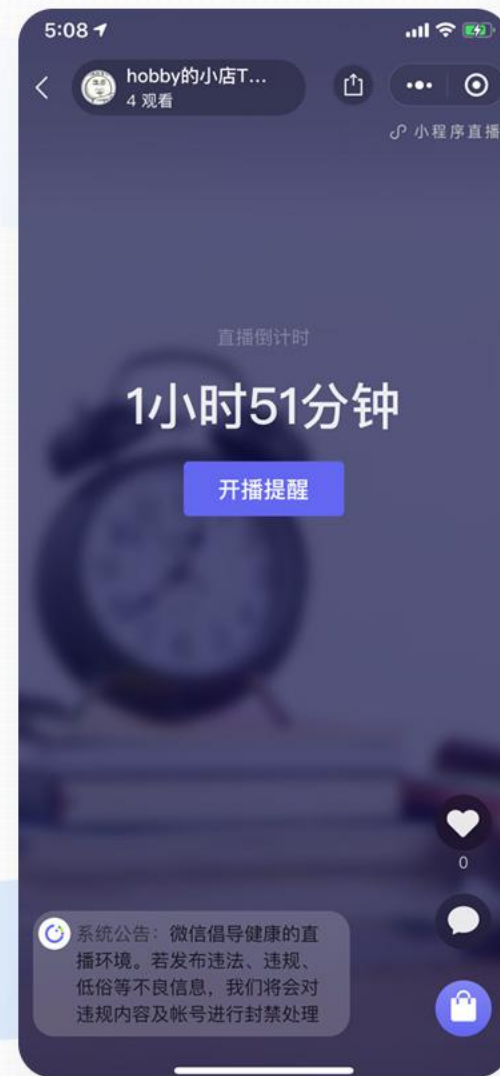 5:08
hobby的小店T...
4 观看
小程序直播
直播倒计时
1小时51分钟
开播提醒
0
系统公告：微信倡导健康的直
播环境。若发布违法、违规、
低俗等不良信息，我们将会对
违规内容及帐号进行封禁处理